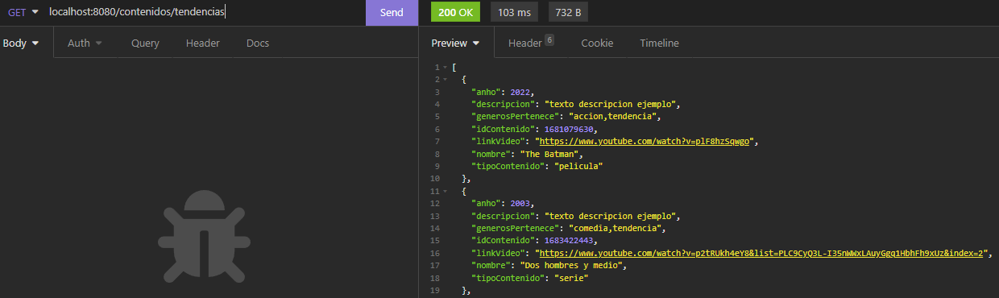 GET localhost:8080/contenidos/tendencias Send 200 OK 103 ms 732 B
Body Auth Query Header Docs Preview Header 6 Cookie Timeline
1 [
2 {
3 "anho": 2022,
4 "descripcion": "texto descripcion ejemplo",
5 "generosPertenece": "accion,tendencia",
6 "idContenido": 1681079630,
7 "linkVideo": "https://www.youtube.com/watch?v=plF8hzSqwgo",
8 "nombre": "The Batman",
9 "tipoContenido": "pelicula"
10 },
11 {
12 "anho": 2003,
13 "descripcion": "texto descripcion ejemplo",
14 "generosPertenece": "comedia,tendencia",
15 "idContenido": 1683422443,
16 "linkVideo": "https://www.youtube.com/watch?v=p2tRUkh4eY8&list=PLC9CyQ3L-I35nWWxLAuyGgq1HbhFh9xUz&index=2",
17 "nombre": "Dos hombres y medio",
18 "tipoContenido": "serie"
19 },